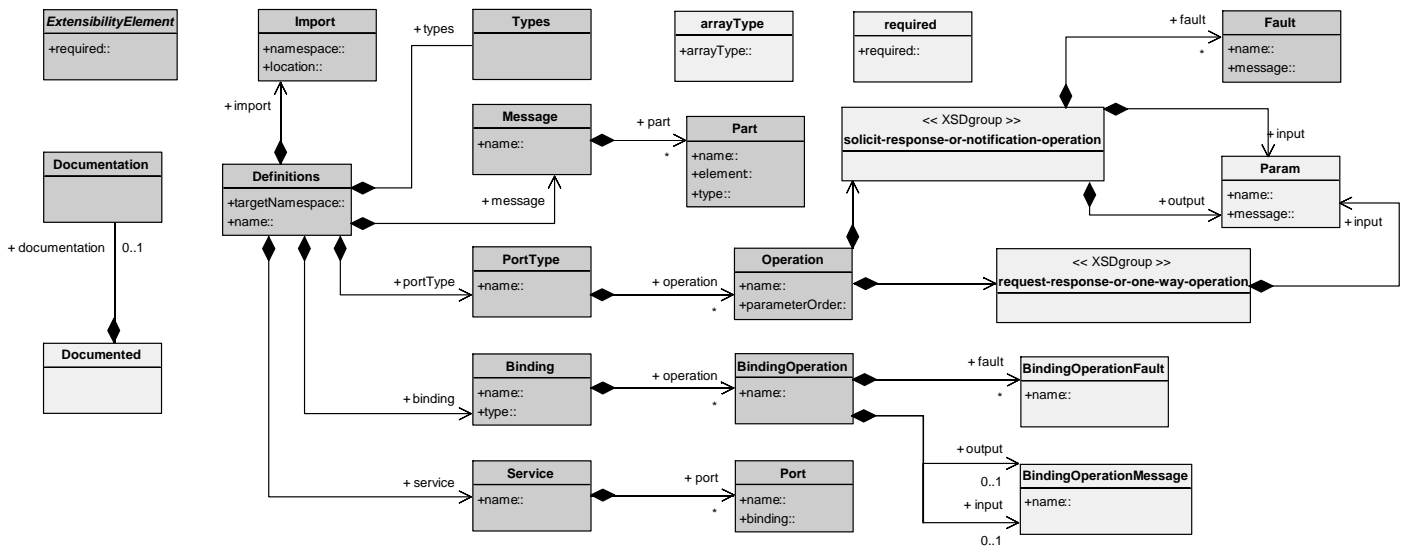 ExtensibilityElement
+required::
Import
+namespace::
+location::
+ types
Types
arrayType
+arrayType::
required
+required::
+ fault
*
Fault
+name::
+message::
+ import
Message
+name::
+ part
*
Part
+name::
+element::
+type::
<< XSDgroup >>
solicit-response-or-notification-operation
+input
Documentation
Definitions
+targetNamespace::
+name::
+ message
+output
Param
+name::
+message::
+input
+ documentation
0..1
+portType
PortType
+name::
+ operation
*
Operation
+name::
+parameterOrder::
<< XSDgroup >>
request-response-or-one-way-operation
Documented
+ binding
Binding
+name::
+type::
+ operation
*
BindingOperation
+name::
+ fault
*
BindingOperationFault
+name::
+ output
0..1
+ service
Service
+name::
+ port
*
Port
+name::
+binding::
BindingOperationMessage
+name::
+ input
0..1